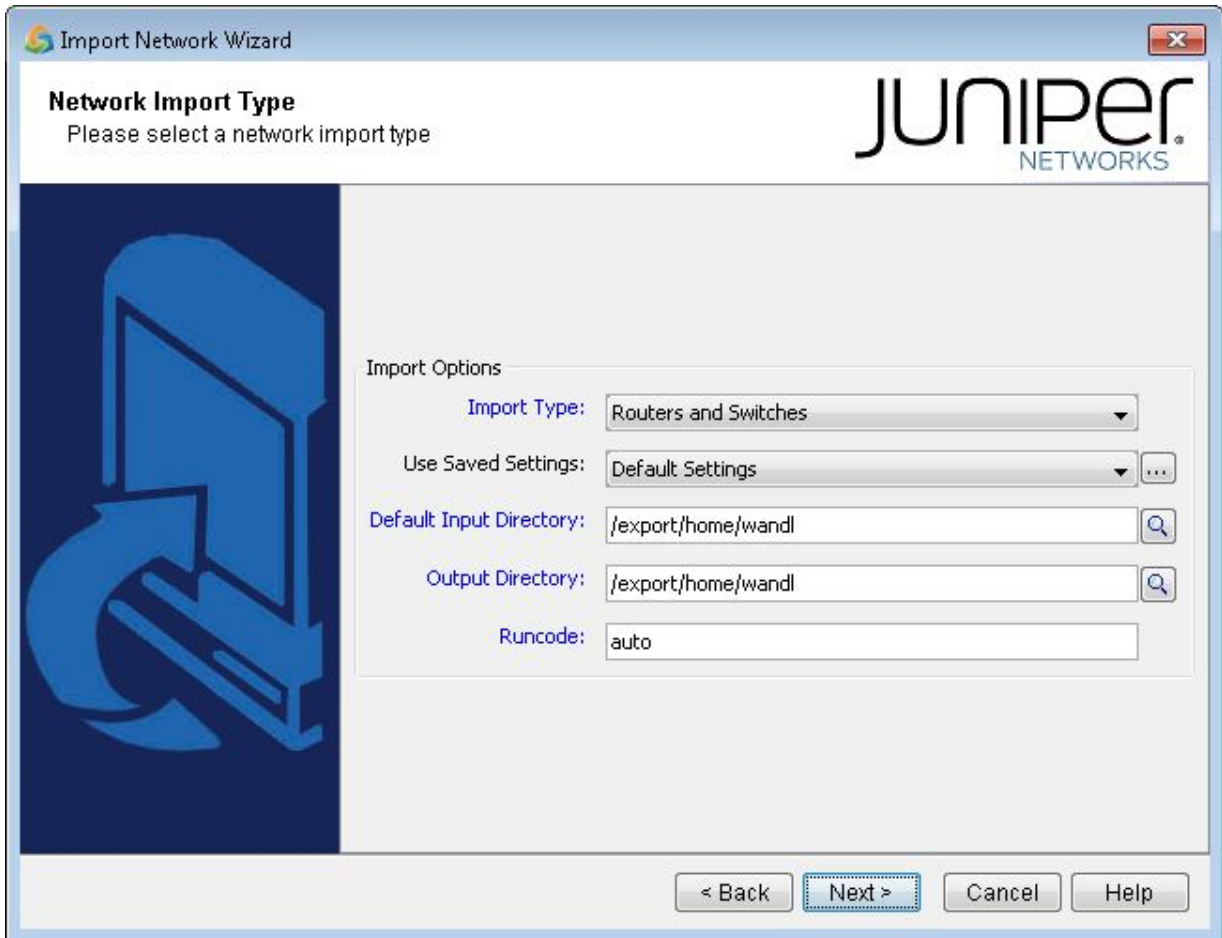 Import Network Wizard
Network Import Type
Please select a network import type
JUNIPER
NETWORKS
Import Options
Import Type: Routers and Switches
Use Saved Settings: Default Settings ...
Default Input Directory: /export/home/wandl
Output Directory: /export/home/wandl
Runcode: auto
< Back Next > Cancel Help